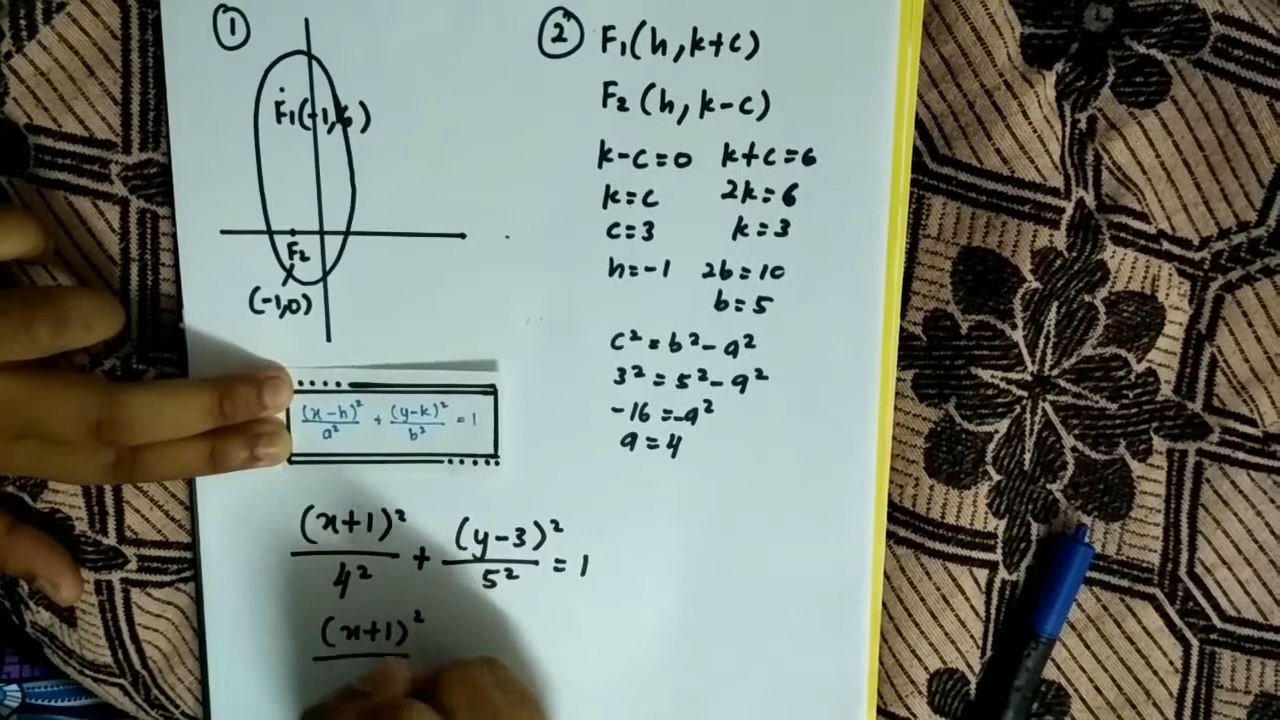 ①
F₁(-1,6)
F₂
(-1,0)
(x-h)²/a² + (y-k)²/b² = 1
(x+1)²/4² + (y-3)²/5² = 1
(x+1)²
② F₁(h,k+c)
F₂(h,k-c)
k-c=0 k+c=6
k=c 2k=6
c=3 k=3
h=-1 2b=10
b=5
c²=b²-a²
3²=5²-a²
-16=-a²
a=4